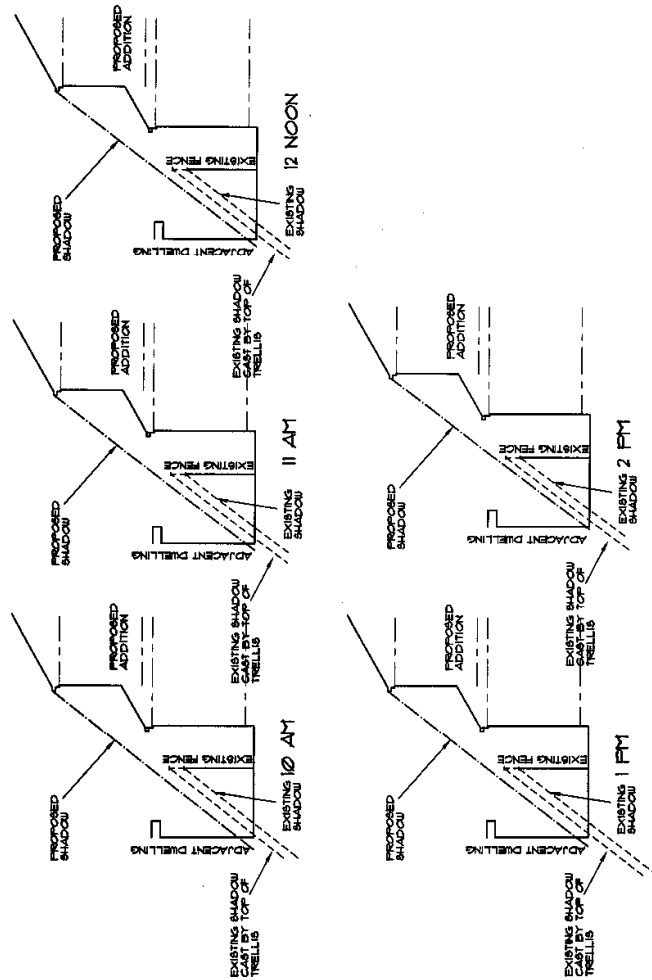 PROPOSED
SHADOW
PROPOSED
ADDITION
EXISTING FENCE
ADJACENT DWELLING
EXISTING
SHADOW
EXISTING SHADOW
CAST BY TOP OF
TRELLIS
10 AM
PROPOSED
SHADOW
PROPOSED
ADDITION
EXISTING FENCE
ADJACENT DWELLING
EXISTING
SHADOW
EXISTING SHADOW
CAST BY TOP OF
TRELLIS
11 AM
PROPOSED
SHADOW
PROPOSED
ADDITION
EXISTING FENCE
ADJACENT DWELLING
EXISTING
SHADOW
EXISTING SHADOW
CAST BY TOP OF
TRELLIS
12 NOON
PROPOSED
SHADOW
PROPOSED
ADDITION
EXISTING FENCE
ADJACENT DWELLING
EXISTING
SHADOW
EXISTING SHADOW
CAST BY TOP OF
TRELLIS
1 PM
PROPOSED
SHADOW
PROPOSED
ADDITION
EXISTING FENCE
ADJACENT DWELLING
EXISTING
SHADOW
EXISTING SHADOW
CAST BY TOP OF
TRELLIS
2 PM